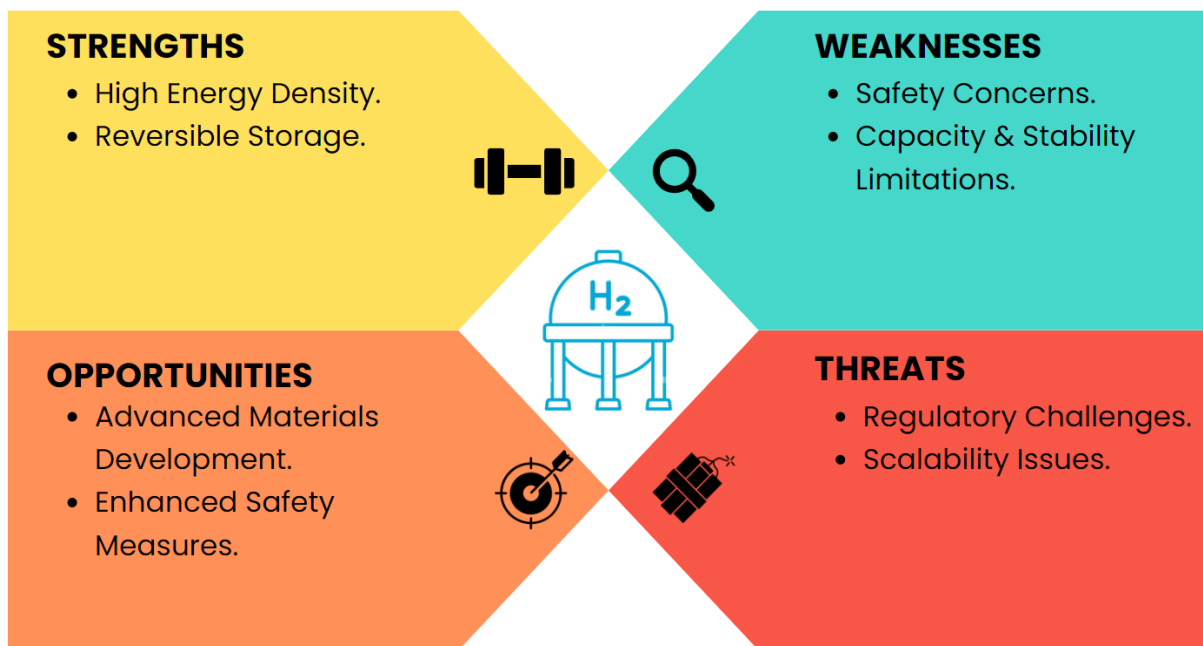 STRENGTHS
• High Energy Density.
• Reversible Storage.
WEAKNESSES
• Safety Concerns.
• Capacity & Stability
Limitations.
H₂
OPPORTUNITIES
• Advanced Materials
Development.
• Enhanced Safety
Measures.
THREATS
• Regulatory Challenges.
• Scalability Issues.